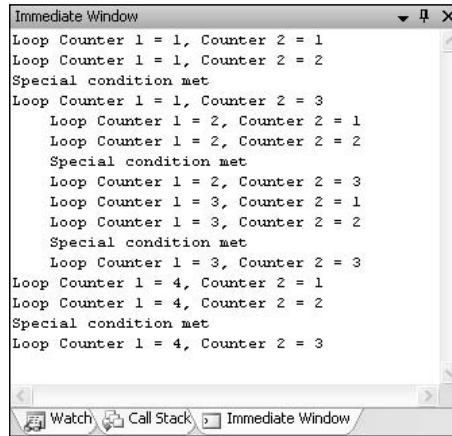 Immediate Window
Loop Counter 1 = 1, Counter 2 = 1
Loop Counter 1 = 1, Counter 2 = 2
Special condition met
Loop Counter 1 = 1, Counter 2 = 3
    Loop Counter 1 = 2, Counter 2 = 1
    Loop Counter 1 = 2, Counter 2 = 2
    Special condition met
    Loop Counter 1 = 2, Counter 2 = 3
    Loop Counter 1 = 3, Counter 2 = 1
    Loop Counter 1 = 3, Counter 2 = 2
    Special condition met
    Loop Counter 1 = 3, Counter 2 = 3
Loop Counter 1 = 4, Counter 2 = 1
Loop Counter 1 = 4, Counter 2 = 2
Special condition met
Loop Counter 1 = 4, Counter 2 = 3
Watch Call Stack Immediate Window